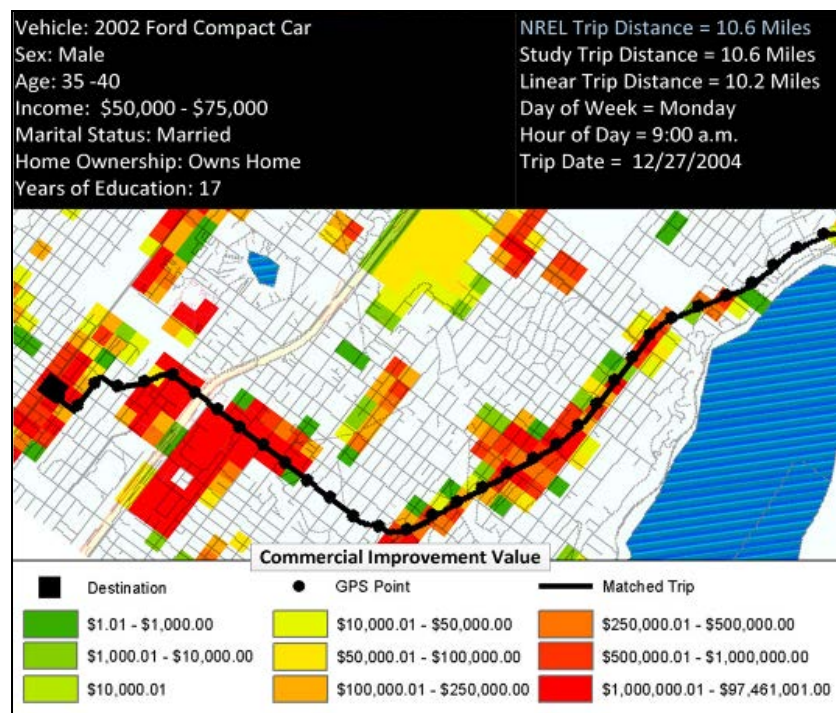 Vehicle: 2002 Ford Compact Car
Sex: Male
Age: 35 -40
Income: $50,000 - $75,000
Marital Status: Married
Home Ownership: Owns Home
Years of Education: 17
NREL Trip Distance = 10.6 Miles
Study Trip Distance = 10.6 Miles
Linear Trip Distance = 10.2 Miles
Day of Week = Monday
Hour of Day = 9:00 a.m.
Trip Date = 12/27/2004
Commercial Improvement Value
Destination
GPS Point
Matched Trip
$1.01 - $1,000.00
$10,000.01 - $50,000.00
$250,000.01 - $500,000.00
$1,000.01 - $10,000.00
$50,000.01 - $100,000.00
$500,000.01 - $1,000,000.00
$10,000.01
$100,000.01 - $250,000.00
$1,000,000.01 - $97,461,001.00